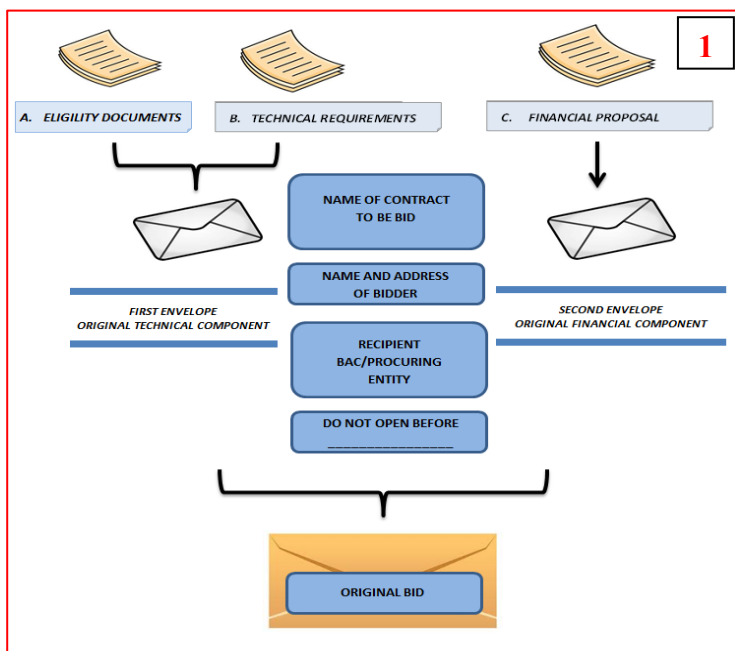 1
A. ELIGILITY DOCUMENTS
B. TECHNICAL REQUIREMENTS
C. FINANCIAL PROPOSAL
NAME OF CONTRACT
TO BE BID
NAME AND ADDRESS
OF BIDDER
FIRST ENVELOPE
ORIGINAL TECHNICAL COMPONENT
SECOND ENVELOPE
ORIGINAL FINANCIAL COMPONENT
RECIPIENT
BAC/PROCURING
ENTITY
DO NOT OPEN BEFORE
________________
ORIGINAL BID